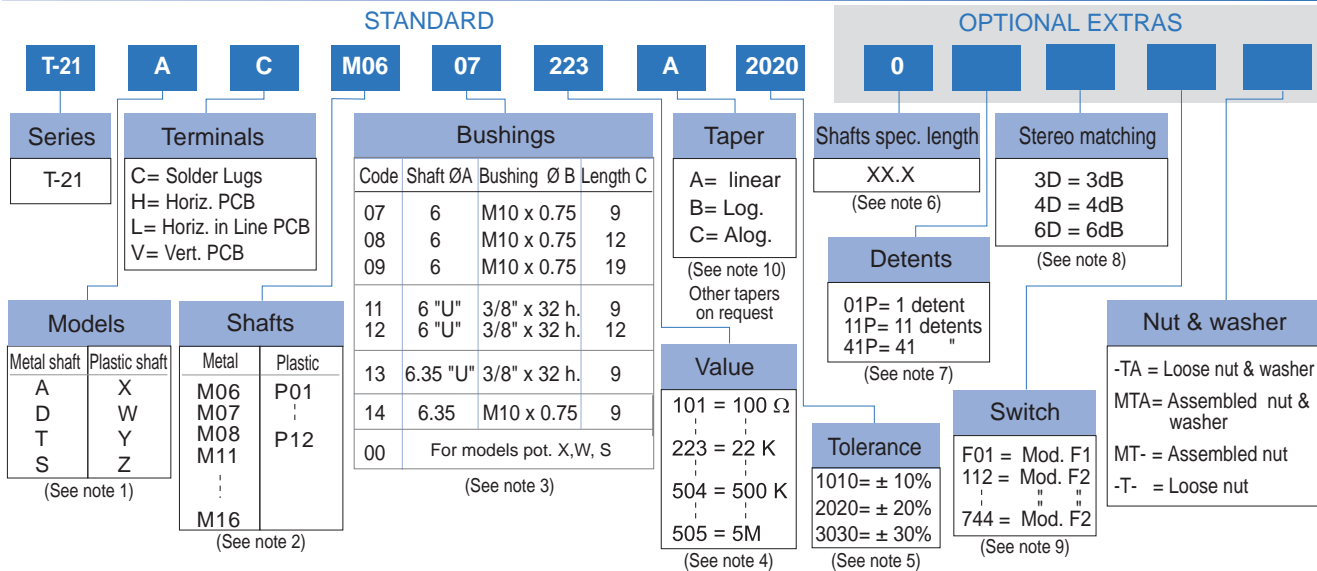 STANDARD
OPTIONAL EXTRAS
T-21 A C M06 07 223 A 2020 0
Series
T-21
Terminals
C= Solder Lugs
H= Horiz. PCB
L= Horiz. in Line PCB
V= Vert. PCB
Bushings
Code Shaft ØA Bushing Ø B Length C
07 6 M10 x 0.75 9
08 6 M10 x 0.75 12
09 6 M10 x 0.75 19
11 6 "U" 3/8" x 32 h. 9
12 6 "U" 3/8" x 32 h. 12
13 6.35 "U" 3/8" x 32 h. 9
14 6.35 M10 x 0.75 9
00 For models pot. X,W, S
(See note 3)
Taper
A= linear
B= Log.
C= Alog.
(See note 10)
Other tapers
on request
Shafts spec. length
XX.X
(See note 6)
Stereo matching
3D = 3dB
4D = 4dB
6D = 6dB
(See note 8)
Detents
01P= 1 detent
11P= 11 detents
41P= 41 "
(See note 7)
Models
Metal shaft Plastic shaft
A X
D W
T Y
S Z
(See note 1)
Shafts
Metal Plastic
M06 P01
M07
M08 P12
M11
M16
(See note 2)
Value
101 = 100 Ω
223 = 22 K
504 = 500 K
505 = 5M
(See note 4)
Tolerance
1010= ± 10%
2020= ± 20%
3030= ± 30%
(See note 5)
Switch
F01 = Mod. F1
112 = Mod. F2
" "
744 = Mod. F2
(See note 9)
Nut & washer
-TA = Loose nut & washer
MTA= Assembled nut &
washer
MT- = Assembled nut
-T- = Loose nut